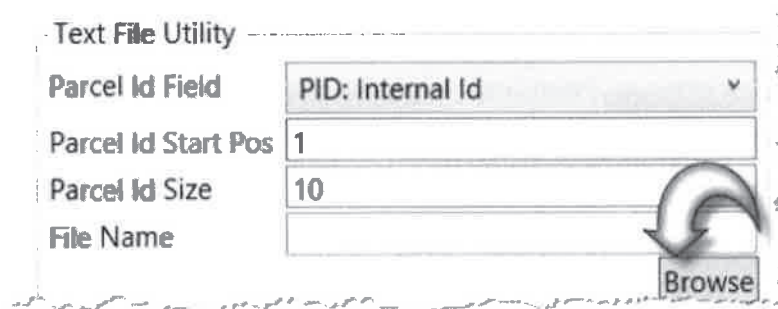 Text File Utility
Parcel Id Field PID: Internal Id
Parcel Id Start Pos 1
Parcel Id Size 10
File Name
Browse